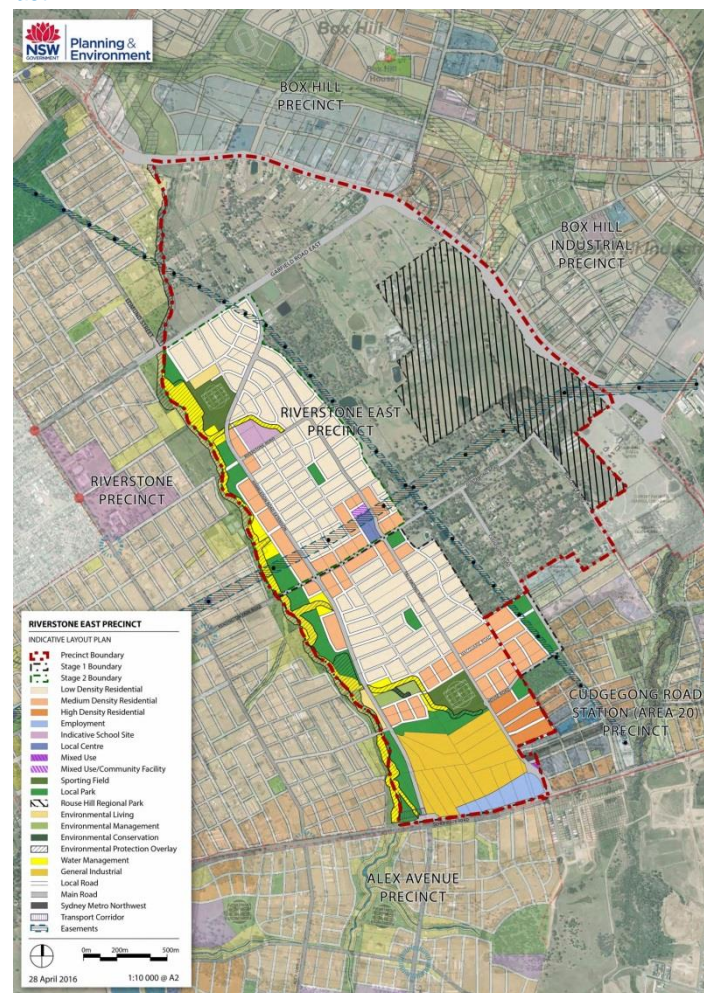 NSW
GOVERNMENT
Planning &
Environment
Box Hill
BOX HILL
PRECINCT
BOX HILL
INDUSTRIAL
PRECINCT
GARFIELD ROAD EAST
RIVERSTONE EAST
PRECINCT
RIVERSTONE
PRECINCT
CUDGEGONG ROAD
STATION (AREA 20)
PRECINCT
ALEX AVENUE
PRECINCT
RIVERSTONE EAST PRECINCT
INDICATIVE LAYOUT PLAN
Precinct Boundary
Stage 1 Boundary
Stage 2 Boundary
Low Density Residential
Medium Density Residential
High Density Residential
Employment
Indicative School Site
Local Centre
Mixed Use
Mixed Use/Community Facility
Sporting Field
Local Park
Rouse Hill Regional Park
Environmental Living
Environmental Management
Environmental Conservation
Environmental Protection Overlay
Water Management
General Industrial
Local Road
Main Road
Sydney Metro Northwest
Transport Corridor
Easements
0m 200m 500m
28 April 2016 1:10 000 @ A2